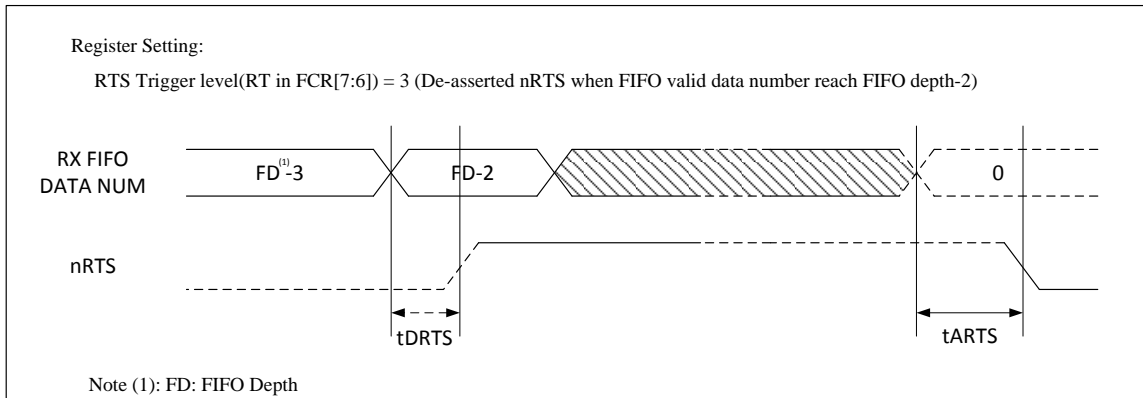 Register Setting:
RTS Trigger level(RT in FCR[7:6]) = 3 (De-asserted nRTS when FIFO valid data number reach FIFO depth-2)
RX FIFO
DATA NUM
FD(1)-3
FD-2
0
nRTS
tDRTS
tARTS
Note (1): FD: FIFO Depth